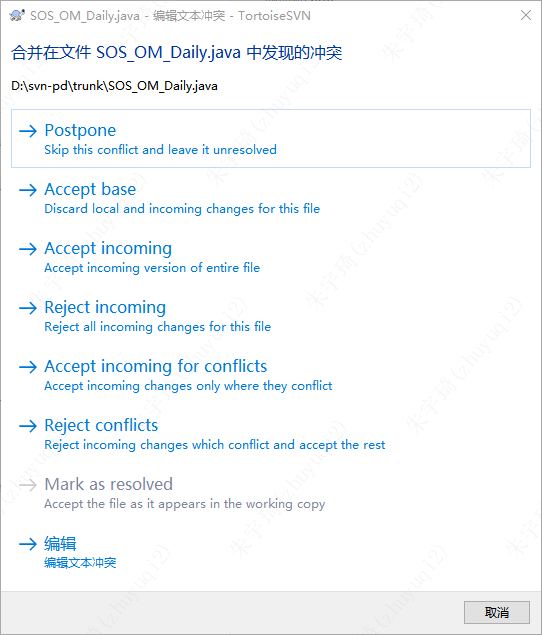 SOS_OM_Daily.java - 编辑文本冲突 - TortoiseSVN
合并在文件 SOS_OM_Daily.java 中发现的冲突
D:\svn-pd\trunk\SOS_OM_Daily.java
Postpone
Skip this conflict and leave it unresolved
Accept base
Discard local and incoming changes for this file
Accept incoming
Accept incoming version of entire file
Reject incoming
Reject all incoming changes for this file
Accept incoming for conflicts
Accept incoming changes only where they conflict
Reject conflicts
Reject incoming changes which conflict and accept the rest
Mark as resolved
Accept the file as it appears in the working copy
编辑
编辑文本冲突
取消
朱宇琦(zhuyuqi2)